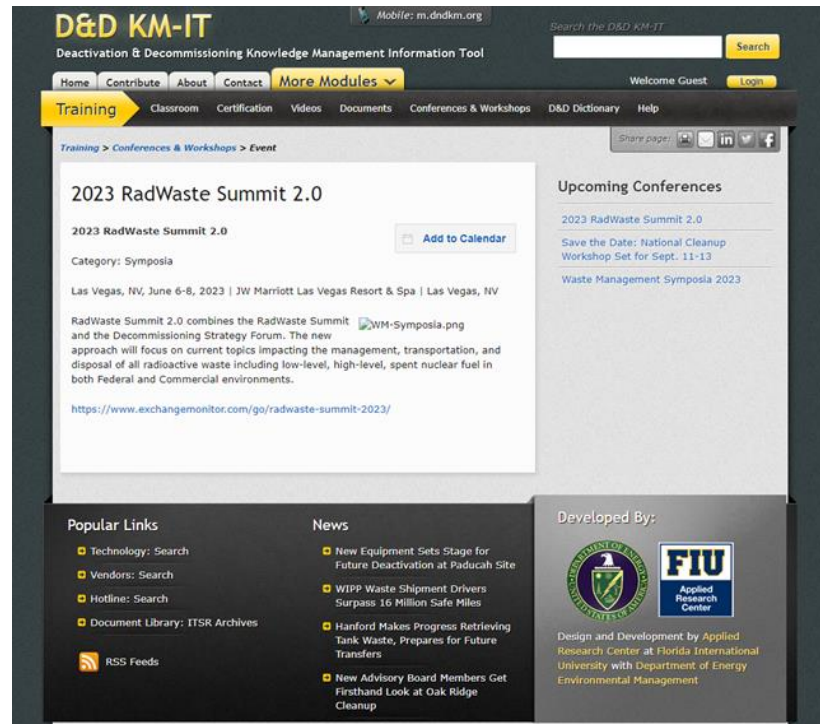 D&D KM-IT
Deactivation & Decommissioning Knowledge Management Information Tool
Mobile: m.dndkm.org
Search the D&D KM-IT
Search
Home Contribute About Contact More Modules
Welcome Guest Login
Training Classroom Certification Videos Documents Conferences & Workshops D&D Dictionary Help
Training > Conferences & Workshops > Event
Share page:
2023 RadWaste Summit 2.0
2023 RadWaste Summit 2.0
Add to Calendar
Category: Symposia
Las Vegas, NV, June 6-8, 2023 | JW Marriott Las Vegas Resort & Spa | Las Vegas, NV
RadWaste Summit 2.0 combines the RadWaste Summit
and the Decommissioning Strategy Forum. The new
WM-Symposia.png
approach will focus on current topics impacting the management, transportation, and
disposal of all radioactive waste including low-level, high-level, spent nuclear fuel in
both Federal and Commercial environments.
https://www.exchangemonitor.com/go/radwaste-summit-2023/
Upcoming Conferences
2023 RadWaste Summit 2.0
Save the Date: National Cleanup
Workshop Set for Sept. 11-13
Waste Management Symposia 2023
Popular Links
Technology: Search
Vendors: Search
Hotline: Search
Document Library: ITSR Archives
RSS Feeds
News
New Equipment Sets Stage for
Future Deactivation at Paducah Site
WIPP Waste Shipment Drivers
Surpass 16 Million Safe Miles
Hanford Makes Progress Retrieving
Tank Waste, Prepares for Future
Transfers
New Advisory Board Members Get
Firsthand Look at Oak Ridge
Cleanup
Developed By:
DEPARTMENT OF ENERGY
UNITED STATES OF AMERICA
FIU
Applied
Research
Center
Design and Development by Applied
Research Center at Florida International
University with Department of Energy
Environmental Management